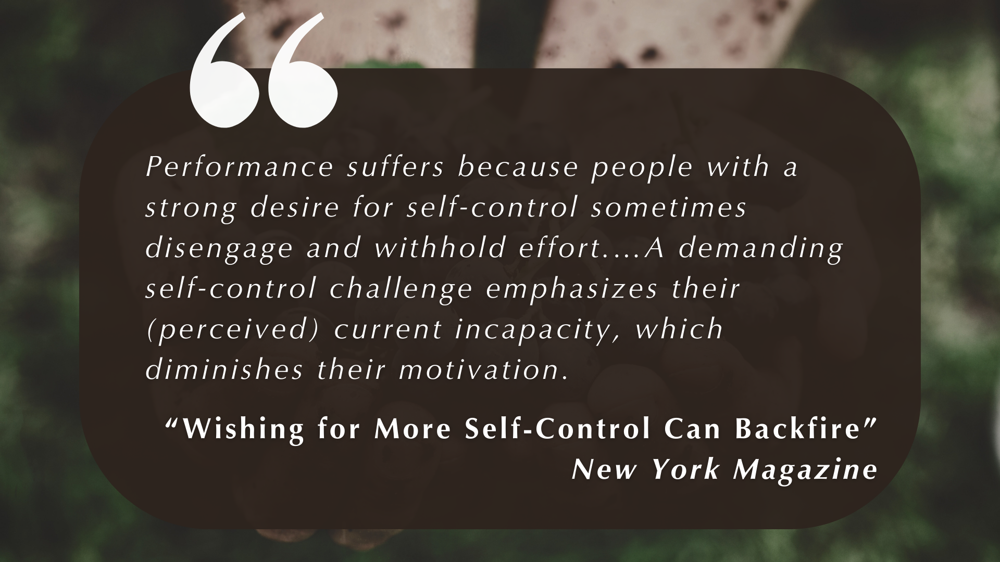 “
Performance suffers because people with a
strong desire for self-control sometimes
disengage and withhold effort....A demanding
self-control challenge emphasizes their
(perceived) current incapacity, which
diminishes their motivation.
“Wishing for More Self-Control Can Backfire”
New York Magazine